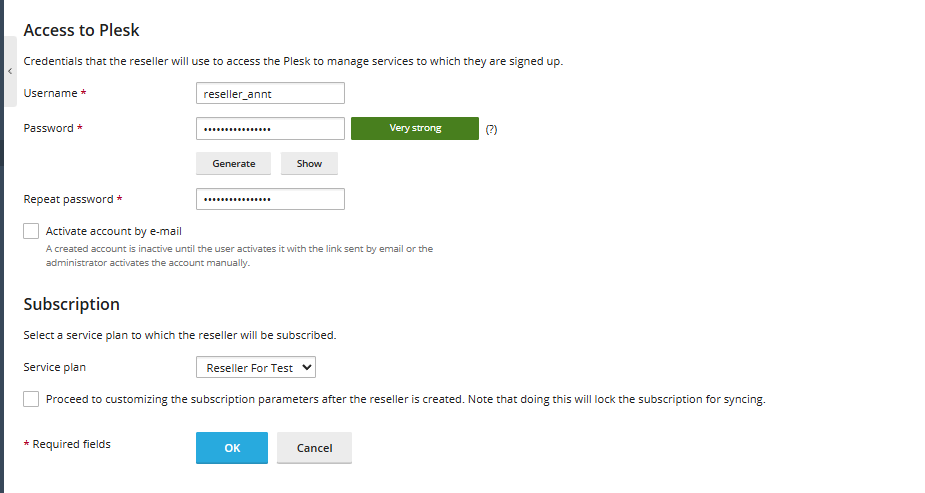 Access to Plesk
Credentials that the reseller will use to access the Plesk to manage services to which they are signed up.
Username *
reseller_annt
Password *
••••••••••••••••
Very strong
(?)
Generate
Show
Repeat password *
••••••••••••••••
Activate account by e-mail
A created account is inactive until the user activates it with the link sent by email or the
administrator activates the account manually.
Subscription
Select a service plan to which the reseller will be subscribed.
Service plan
Reseller For Test
Proceed to customizing the subscription parameters after the reseller is created. Note that doing this will lock the subscription for syncing.
* Required fields
OK
Cancel